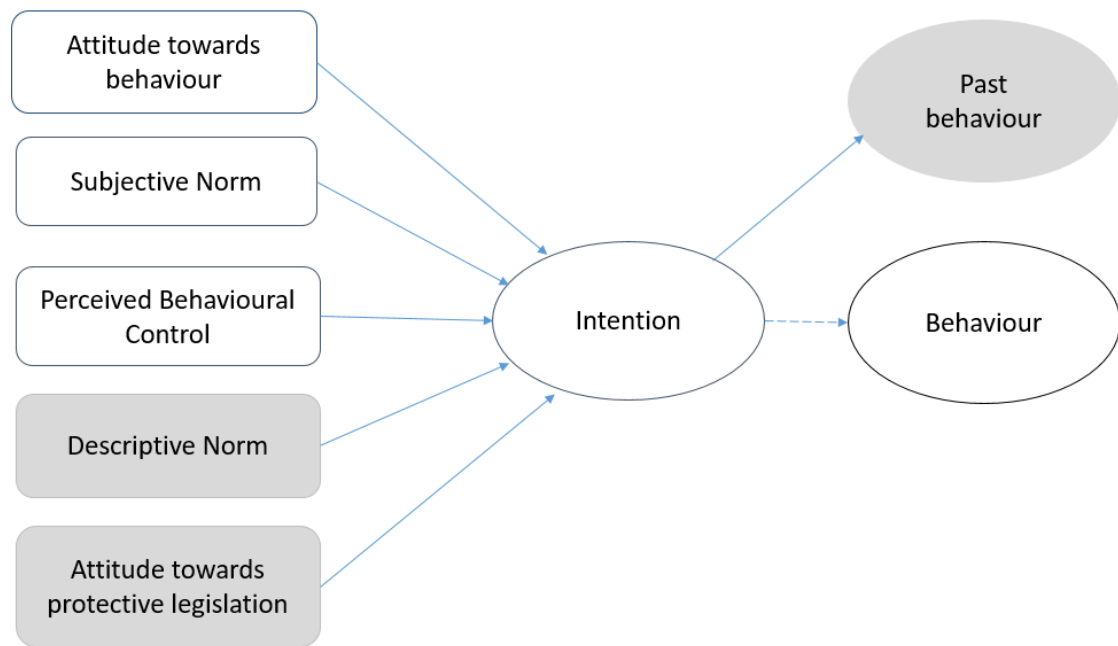 Attitude towards
behaviour
Subjective Norm
Perceived Behavioural
Control
Descriptive Norm
Attitude towards
protective legislation
Intention
Past
behaviour
Behaviour